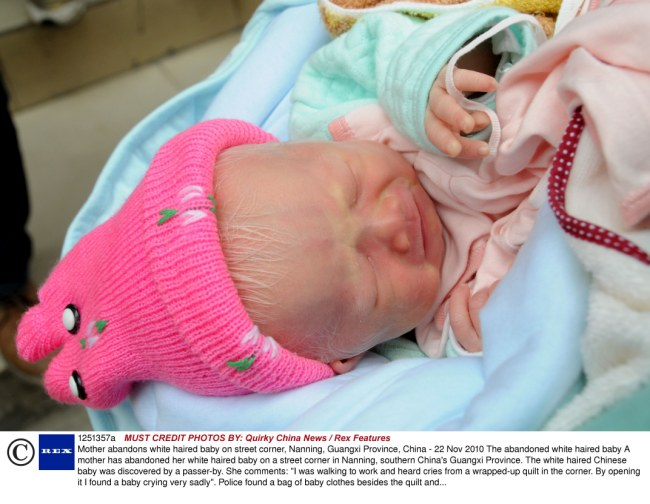 1251357a MUST CREDIT PHOTOS BY: Quirky China News / Rex Features
Mother abandons white haired baby on street corner, Nanning, Guangxi Province, China - 22 Nov 2010 The abandoned white haired baby A
mother has abandoned her white haired baby on a street corner in Nanning, southern China's Guangxi Province. The white haired Chinese
baby was discovered by a passer-by. She comments: "I was walking to work and heard cries from a wrapped-up quilt in the corner. By opening
it I found a baby crying very sadly". Police found a bag of baby clothes besides the quilt and...
© REX